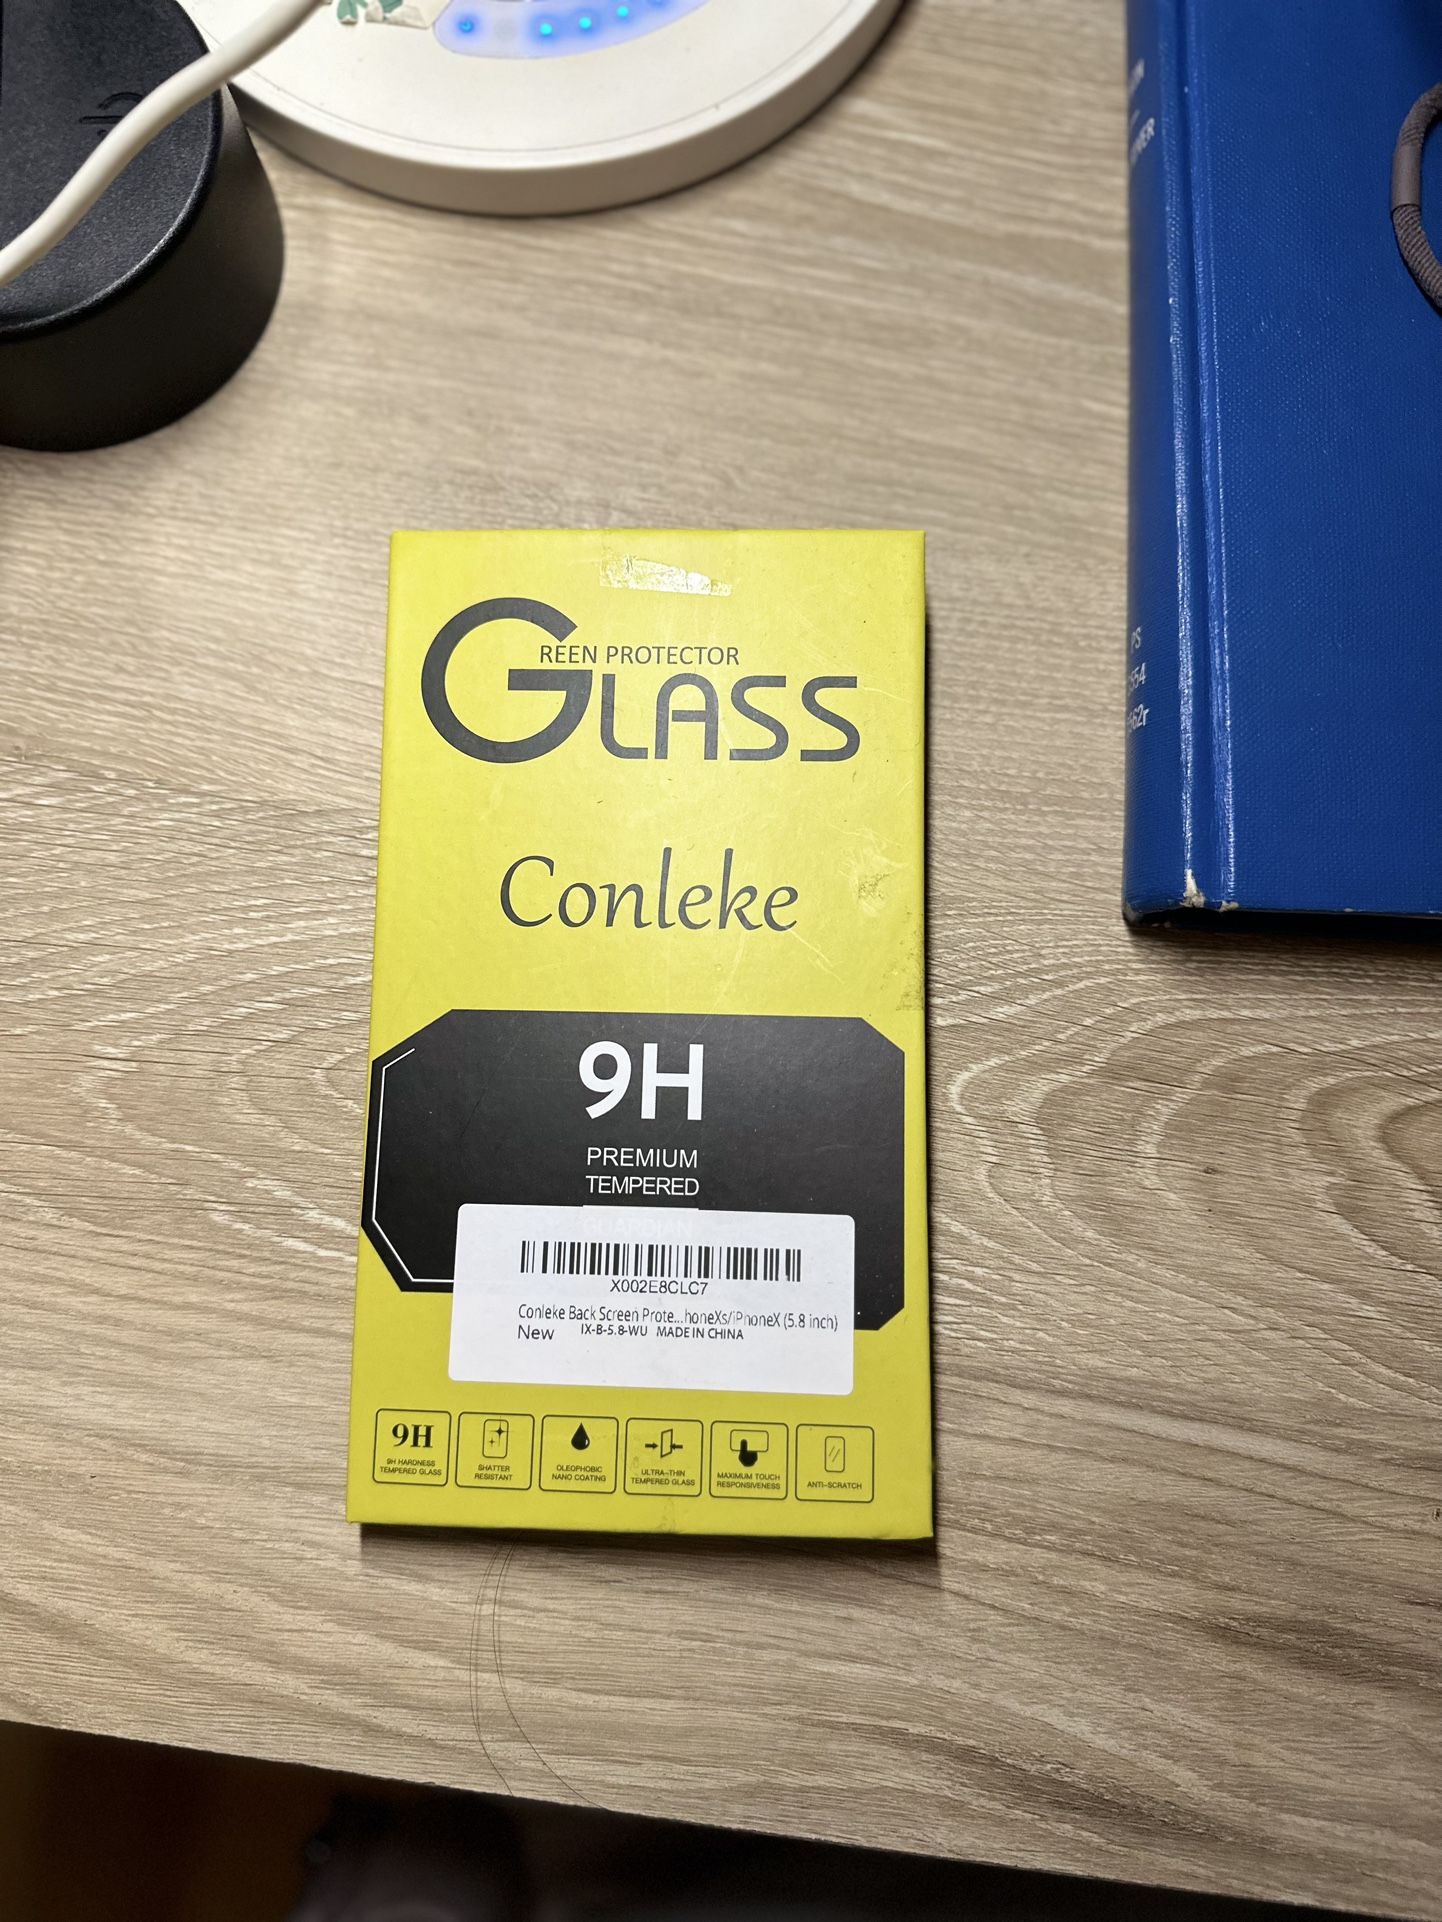 REEN PROTECTOR
GLASS
Conleke
9H
PREMIUM
TEMPERED
GUARDIAN
X002E8CLC7
Conleke Back Screen Prote...honeXs/iPhoneX (5.8 inch)
New IX-B-5.8-WU MADE IN CHINA
9H
9H HARDNESS
TEMPERED GLASS
SHATTER
RESISTANT
OLEOPHOBIC
NANO COATING
ULTRA-THIN
TEMPERED GLASS
MAXIMUM TOUCH
RESPONSIVENESS
ANTI-SCRATCH
PS